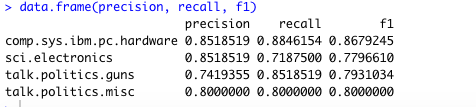 > data.frame(precision, recall, f1)
precision recall f1
comp.sys.ibm.pc.hardware 0.8518519 0.8846154 0.8679245
sci.electronics 0.8518519 0.7187500 0.7796610
talk.politics.guns 0.7419355 0.8518519 0.7931034
talk.politics.misc 0.8000000 0.8000000 0.8000000
>